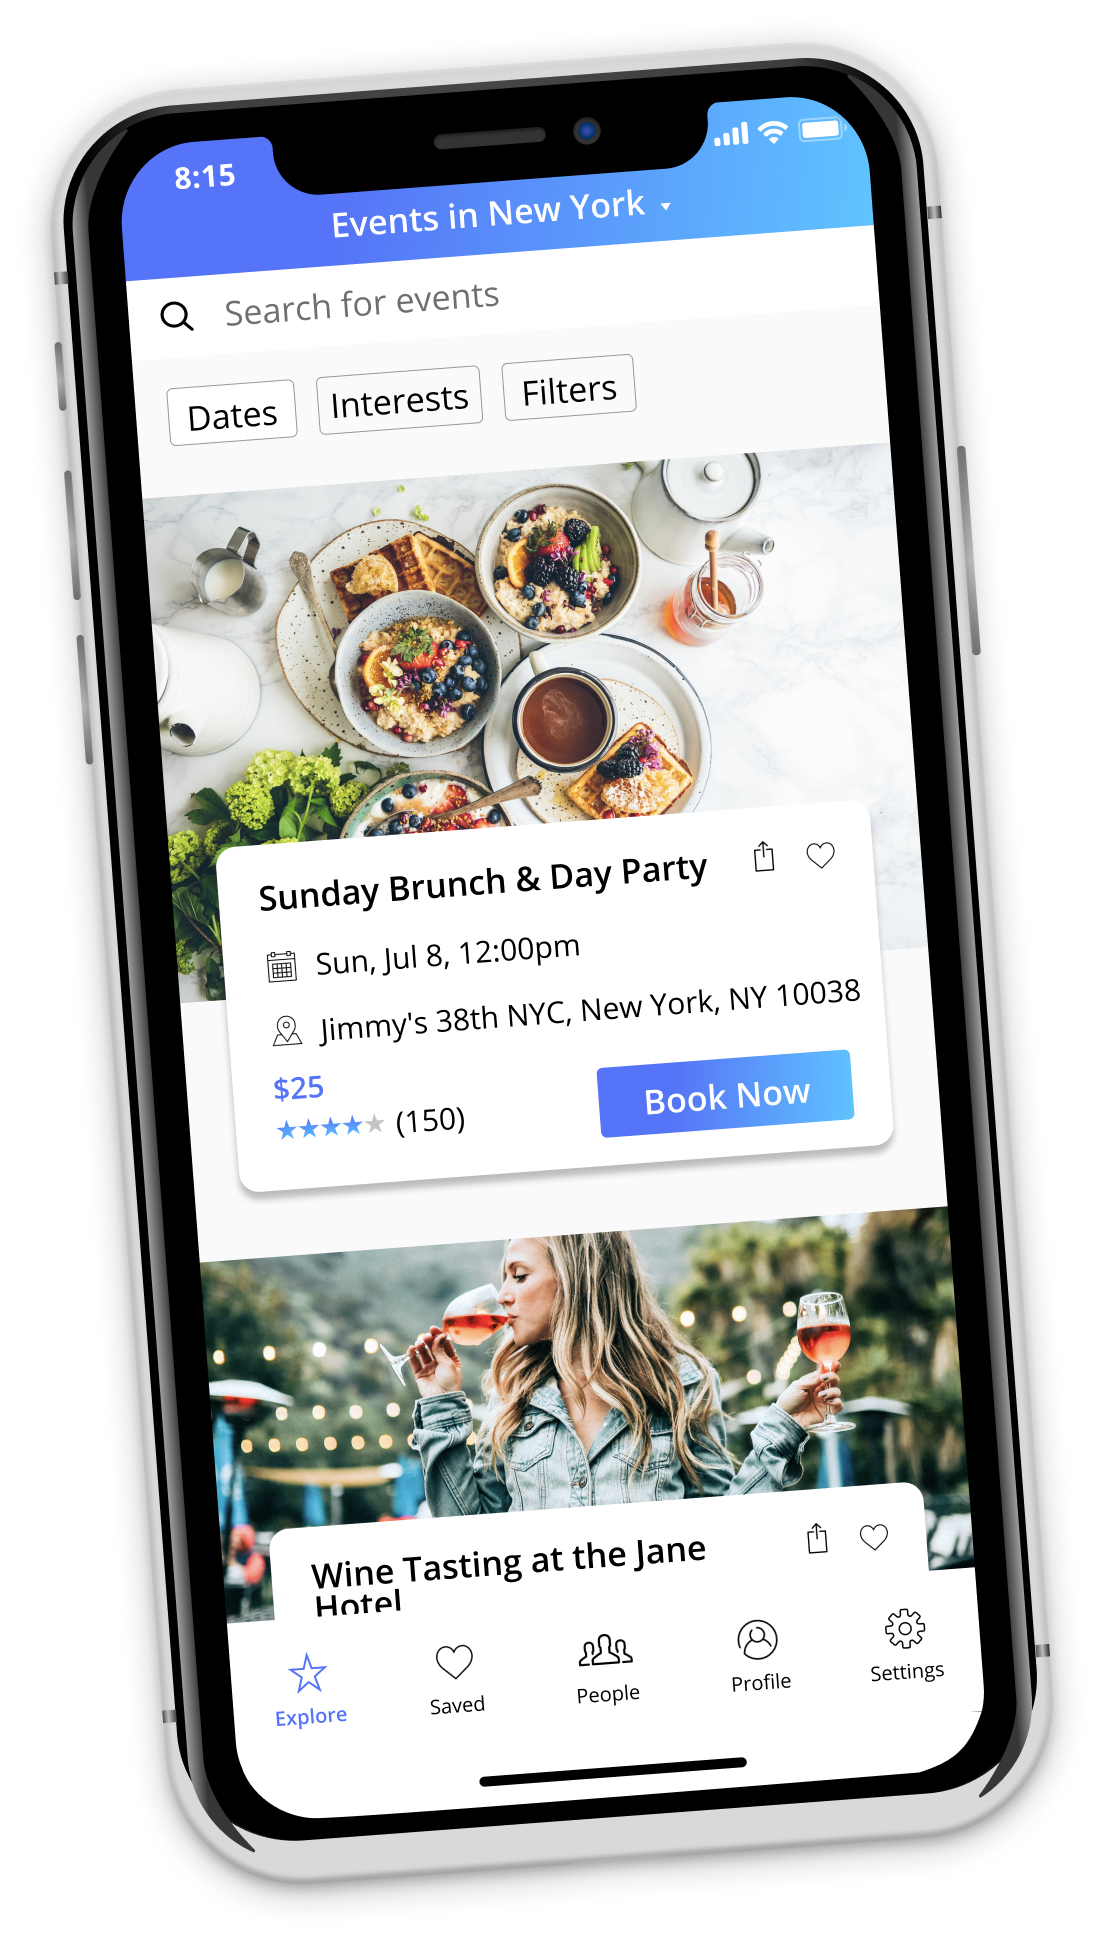 8:15
Events in New York
Search for events
Dates
Interests
Filters
Sunday Brunch & Day Party
Sun, Jul 8, 12:00pm
Jimmy's 38th NYC, New York, NY 10038
$25
(150)
Book Now
Wine Tasting at the Jane
Hotel
Explore
Saved
People
Profile
Settings